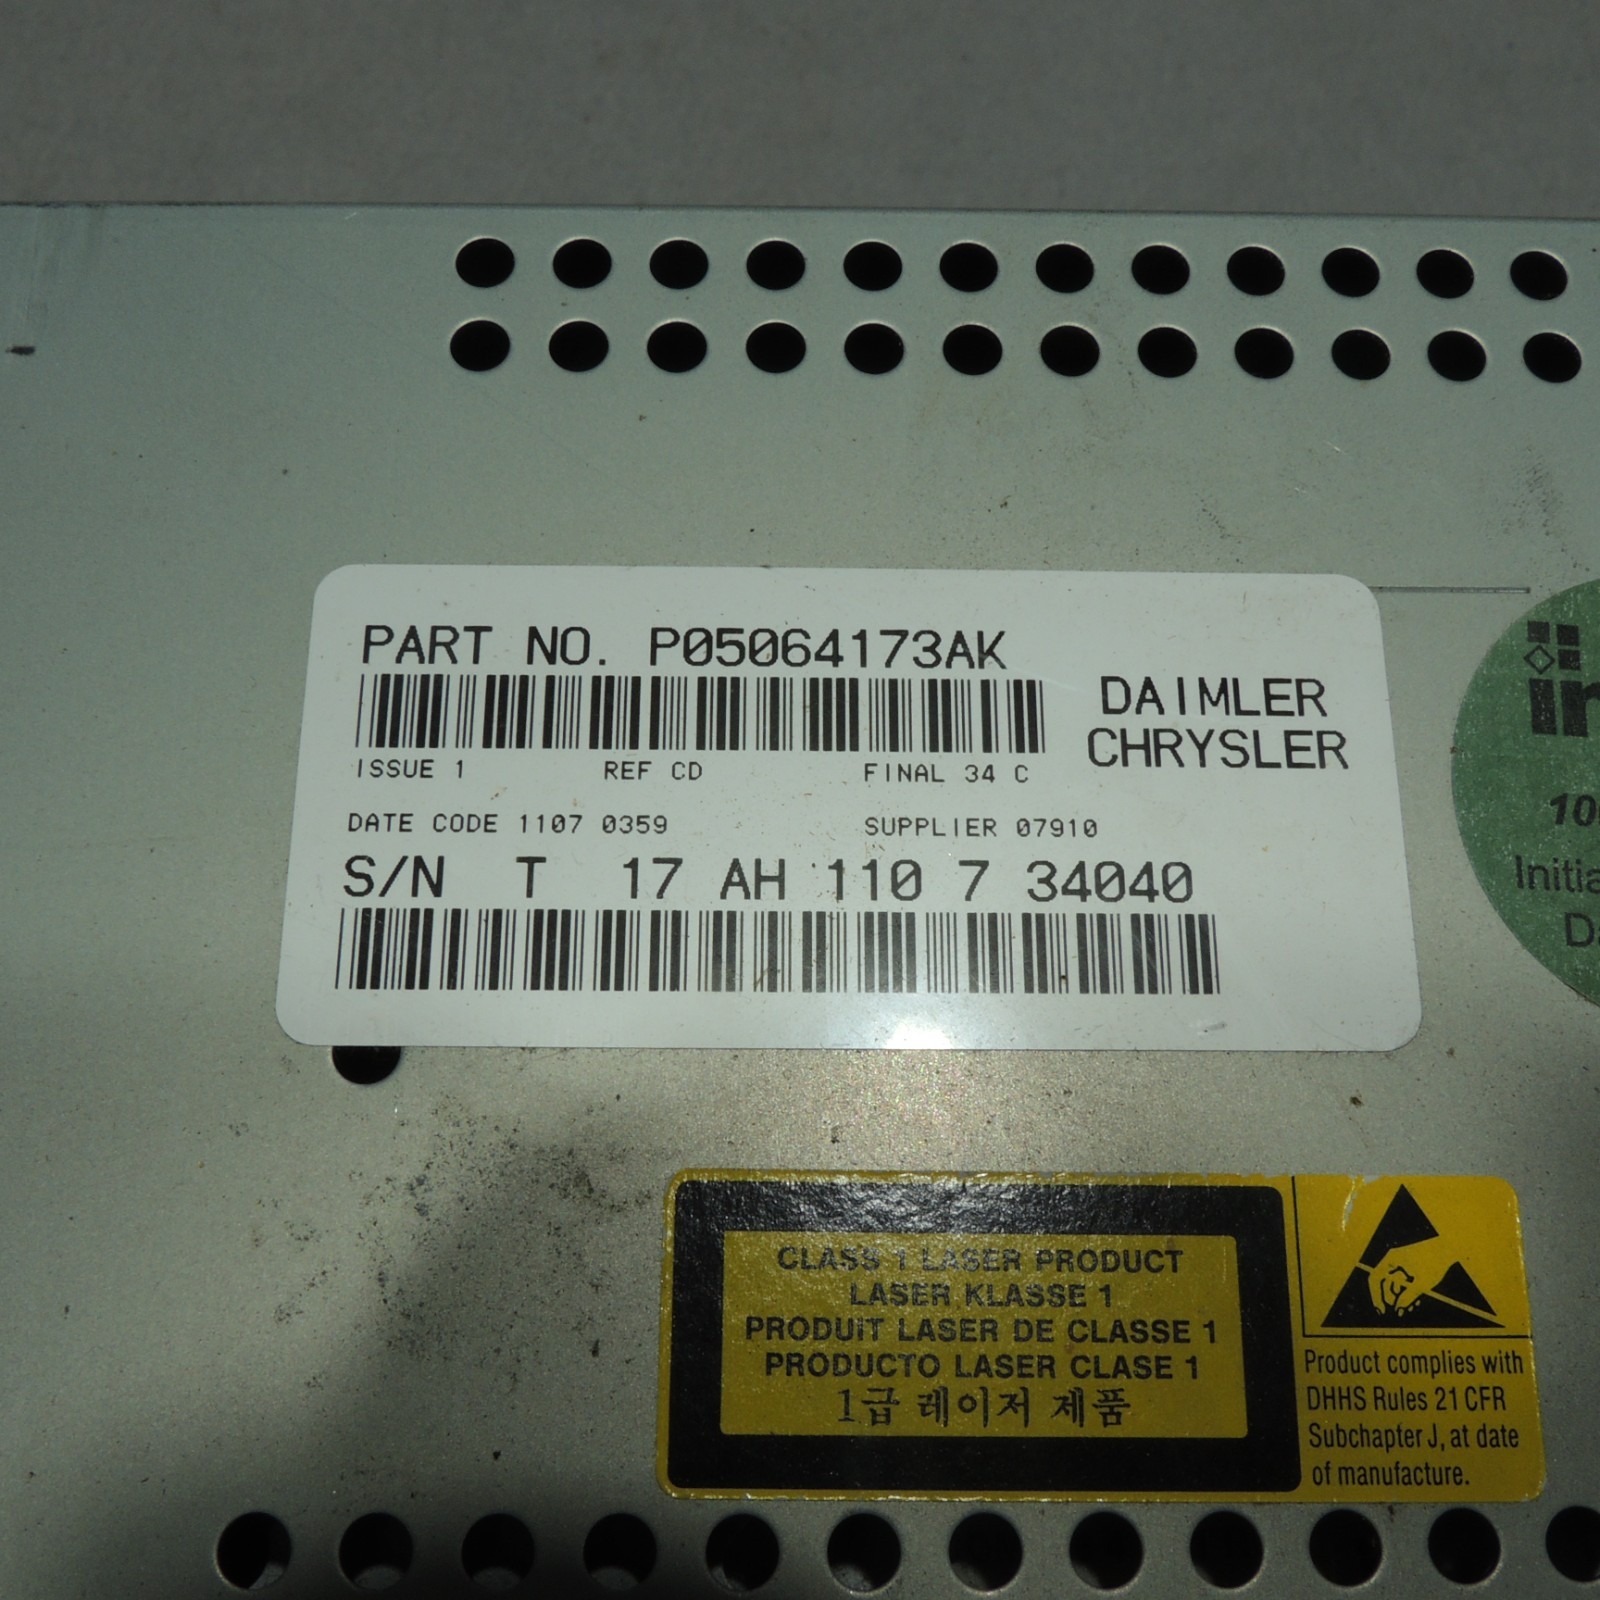 PART NO. P05064173AK
DAIMLER
CHRYSLER
ISSUE 1 REF CD FINAL 34 C
DATE CODE 1107 0359 SUPPLIER 07910
S/N T 17 AH 110 7 34040
CLASS 1 LASER PRODUCT
LASER KLASSE 1
PRODUIT LASER DE CLASSE 1
PRODUCTO LASER CLASE 1
1급 레이저 제품
Product complies with
DHHS Rules 21 CFR
Subchapter J, at date
of manufacture.